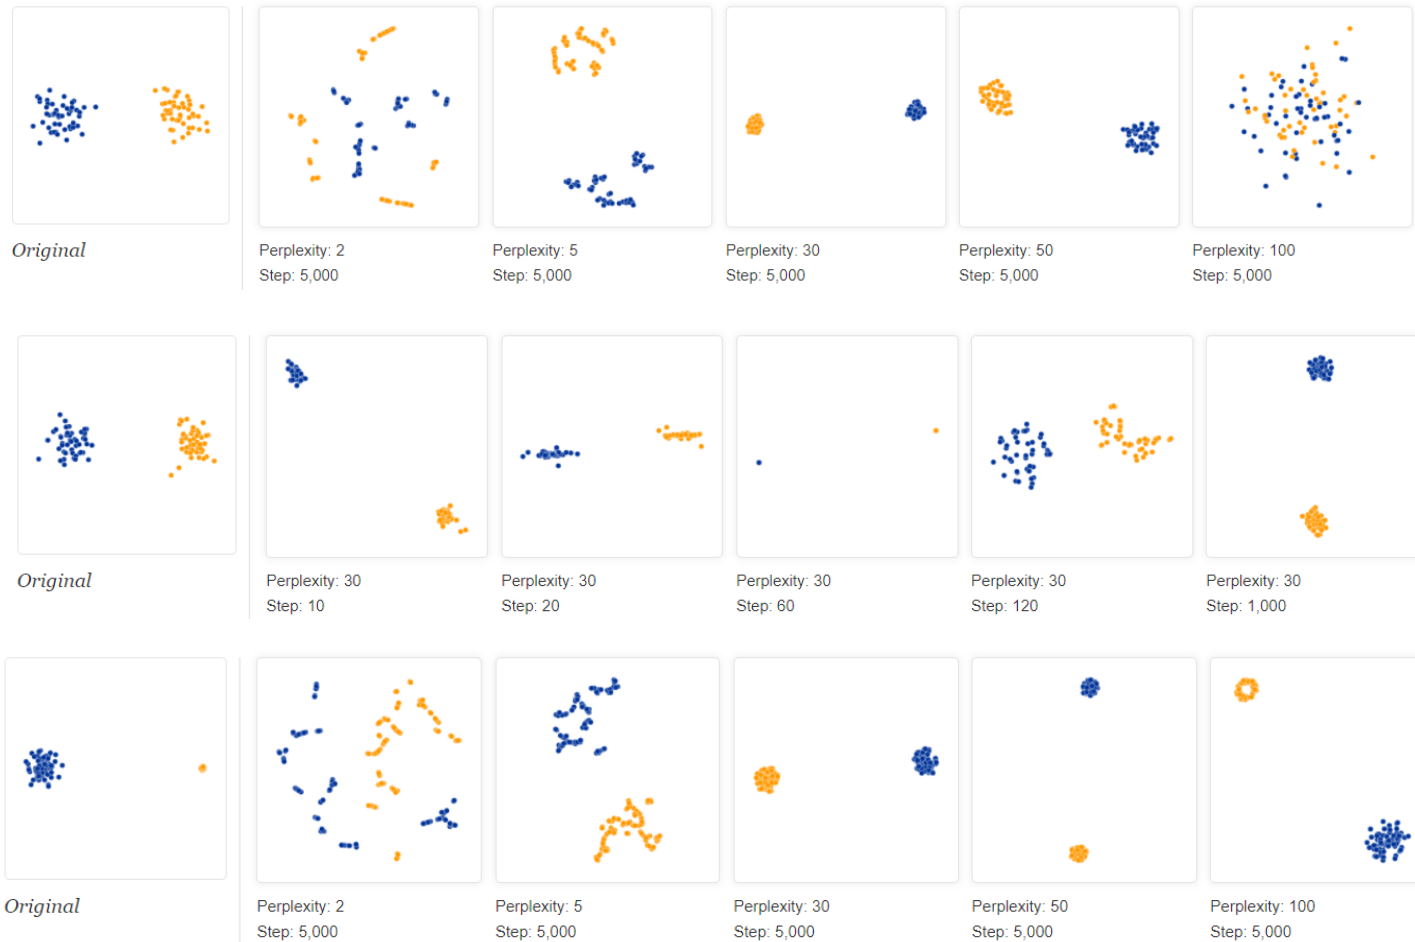 Original
Perplexity: 2
Step: 5,000
Perplexity: 5
Step: 5,000
Perplexity: 30
Step: 5,000
Perplexity: 50
Step: 5,000
Perplexity: 100
Step: 5,000
Original
Perplexity: 30
Step: 10
Perplexity: 30
Step: 20
Perplexity: 30
Step: 60
Perplexity: 30
Step: 120
Perplexity: 30
Step: 1,000
Original
Perplexity: 2
Step: 5,000
Perplexity: 5
Step: 5,000
Perplexity: 30
Step: 5,000
Perplexity: 50
Step: 5,000
Perplexity: 100
Step: 5,000